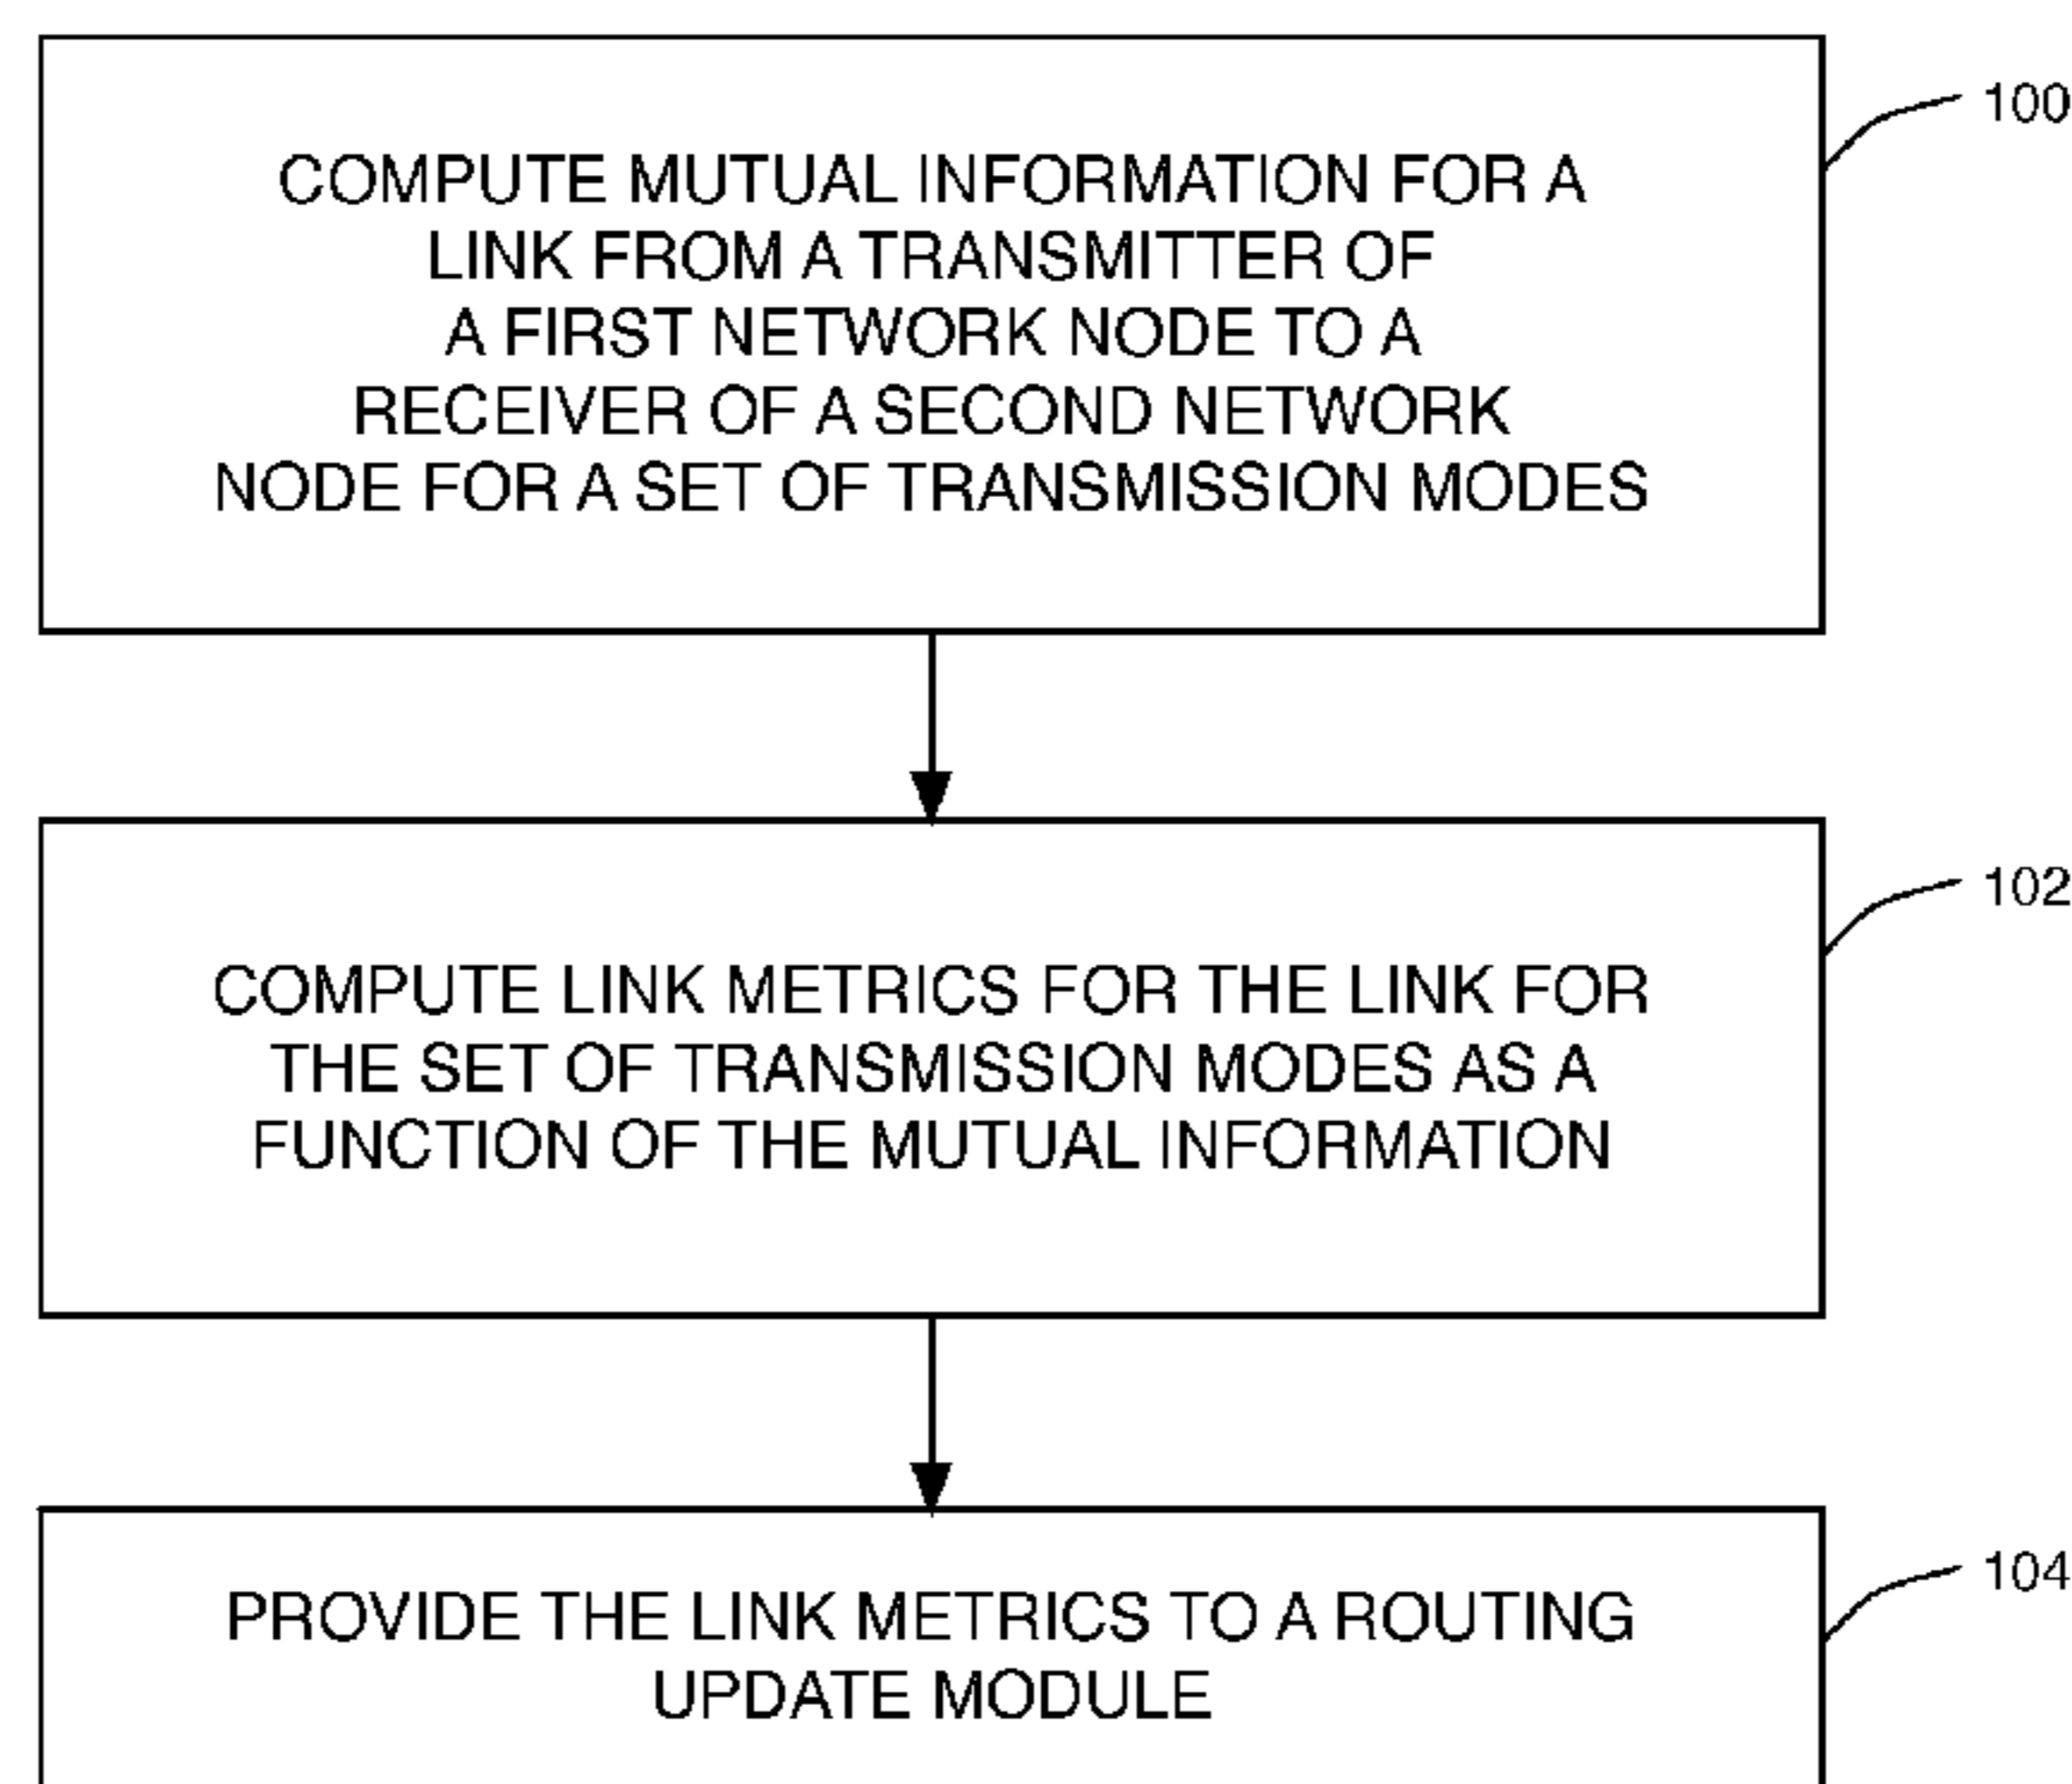 100
COMPUTE MUTUAL INFORMATION FOR A
LINK FROM A TRANSMITTER OF
A FIRST NETWORK NODE TO A
RECEIVER OF A SECOND NETWORK
NODE FOR A SET OF TRANSMISSION MODES
102
COMPUTE LINK METRICS FOR THE LINK FOR
THE SET OF TRANSMISSION MODES AS A
FUNCTION OF THE MUTUAL INFORMATION
104
PROVIDE THE LINK METRICS TO A ROUTING
UPDATE MODULE